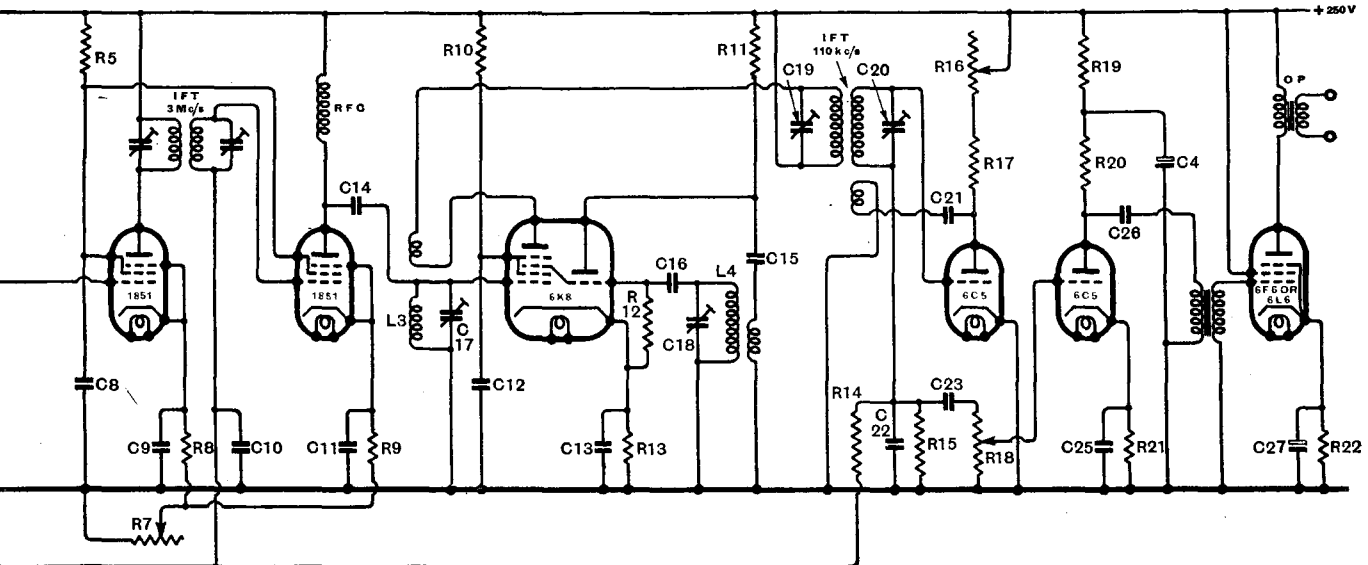 + 250V
R5
IFT
3Mc/s
RFC
R10
R11
IFT
110 kc/s
C19
C20
R16
R19
OP
R17
R20
C4
C14
C21
C26
1851
1851
6K8
C16
L4
C15
R
12
6C5
6C5
6F6 OR
6L6
L3
C
17
C18
C8
C12
R14
C
22
C23
C9
R8
C10
C11
R9
C13
R13
R15
R18
C25
R21
C27
R22
R7